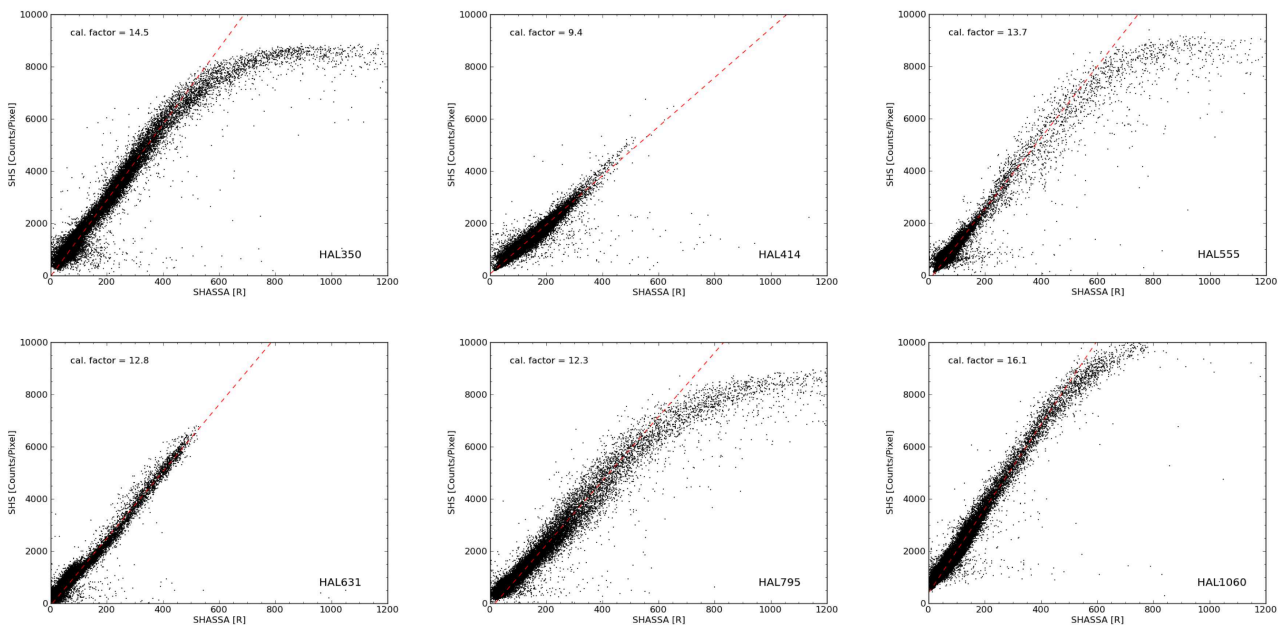 10000
8000
6000
4000
2000
0
SHS [Counts/Pixel]
cal. factor = 14.5
HAL350
0 200 400 600 800 1000 1200
SHASSA [R]
10000
8000
6000
4000
2000
0
SHS [Counts/Pixel]
cal. factor = 9.4
HAL414
0 200 400 600 800 1000 1200
SHASSA [R]
10000
8000
6000
4000
2000
0
SHS [Counts/Pixel]
cal. factor = 13.7
HAL555
0 200 400 600 800 1000 1200
SHASSA [R]
10000
8000
6000
4000
2000
0
SHS [Counts/Pixel]
cal. factor = 12.8
HAL631
0 200 400 600 800 1000 1200
SHASSA [R]
10000
8000
6000
4000
2000
0
SHS [Counts/Pixel]
cal. factor = 12.3
HAL795
0 200 400 600 800 1000 1200
SHASSA [R]
10000
8000
6000
4000
2000
0
SHS [Counts/Pixel]
cal. factor = 16.1
HAL1060
0 200 400 600 800 1000 1200
SHASSA [R]